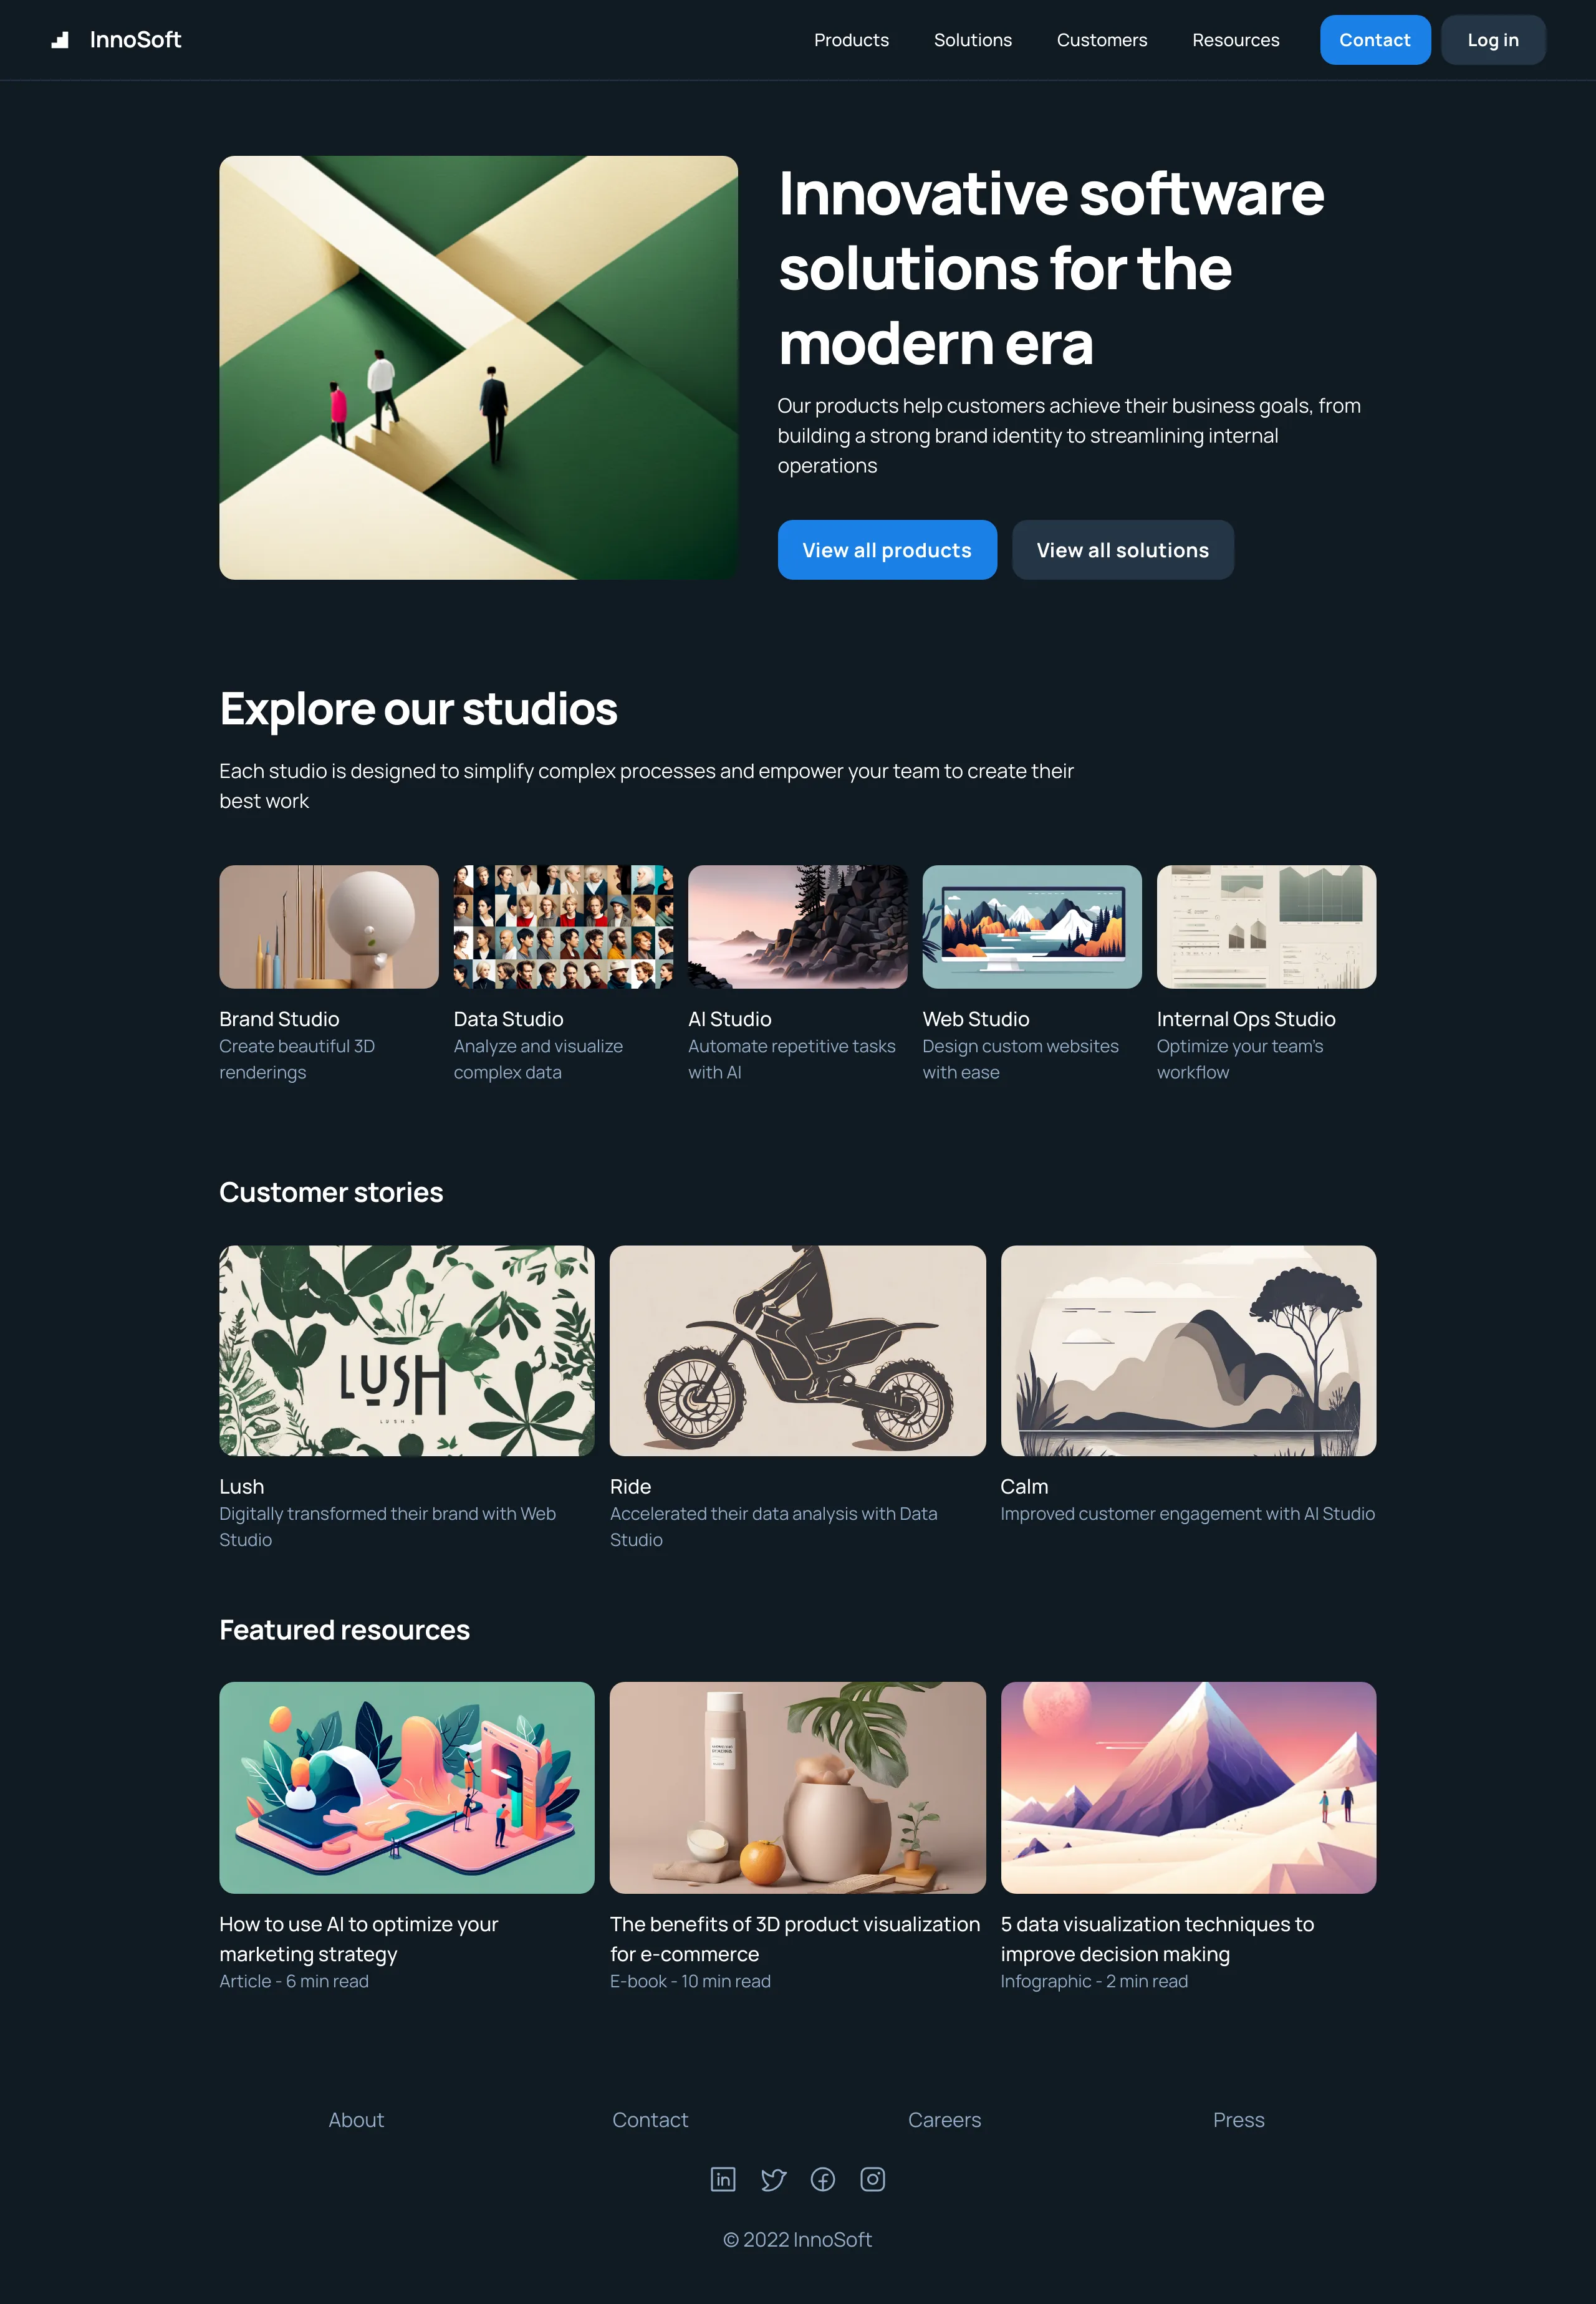 InnoSoft
Products
Solutions
Customers
Resources
Contact
Log in
Innovative software
solutions for the
modern era
Our products help customers achieve their business goals, from
building a strong brand identity to streamlining internal
operations
View all products
View all solutions
Explore our studios
Each studio is designed to simplify complex processes and empower your team to create their
best work
Brand Studio
Create beautiful 3D
renderings
Data Studio
Analyze and visualize
complex data
AI Studio
Automate repetitive tasks
with AI
Web Studio
Design custom websites
with ease
Internal Ops Studio
Optimize your team's
workflow
Customer stories
LUSH
Lush
Digitally transformed their brand with Web
Studio
Ride
Accelerated their data analysis with Data
Studio
Calm
Improved customer engagement with AI Studio
Featured resources
How to use AI to optimize your
marketing strategy
Article - 6 min read
The benefits of 3D product visualization
for e-commerce
E-book - 10 min read
5 data visualization techniques to
improve decision making
Infographic - 2 min read
About
Contact
Careers
Press
© 2022 InnoSoft